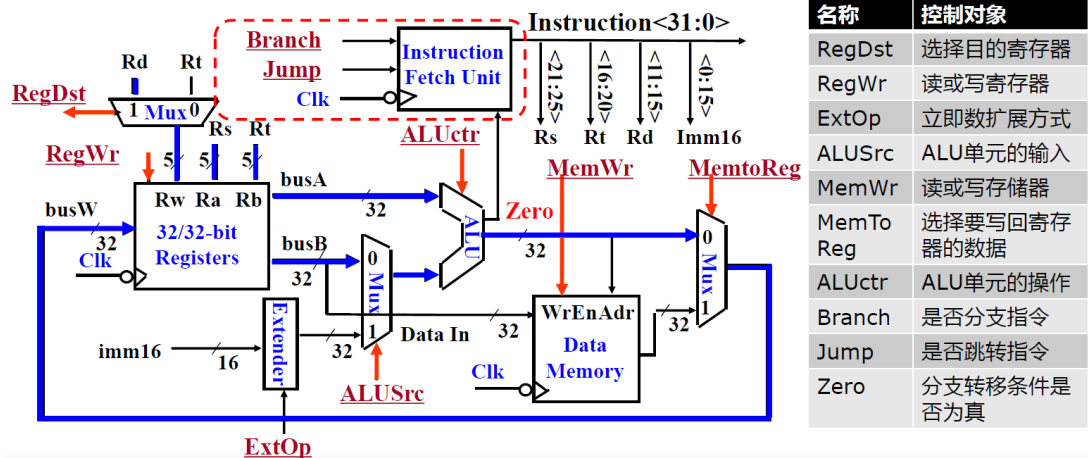 Instruction<31:0>
Branch
Jump
Clk
Instruction
Fetch Unit
<21:25>
<16:20>
<11:15>
<0:15>
Rs
Rt
Rd
Imm16
Rd
Rt
RegDst
1 Mux 0
Rs
Rt
RegWr
5
5
5
ALUctr
MemWr
MemtoReg
busA
32
Rw Ra Rb
busW
32
32/32-bit
Registers
Clk
busB
32
Zero
ALU
32
0
Mux
1
0
Mux
1
Extender
imm16
16
32
Data In
32
WrEnAdr
Data
Memory
Clk
32
ALUSrc
ExtOp
名称 控制对象
RegDst 选择目的寄存器
RegWr 读或写寄存器
ExtOp 立即数扩展方式
ALUSrc ALU单元的输入
MemWr 读或写存储器
MemTo 选择要写回寄存
Reg 器的数据
ALUctr ALU单元的操作
Branch 是否分支指令
Jump 是否跳转指令
Zero 分支转移条件是
否为真